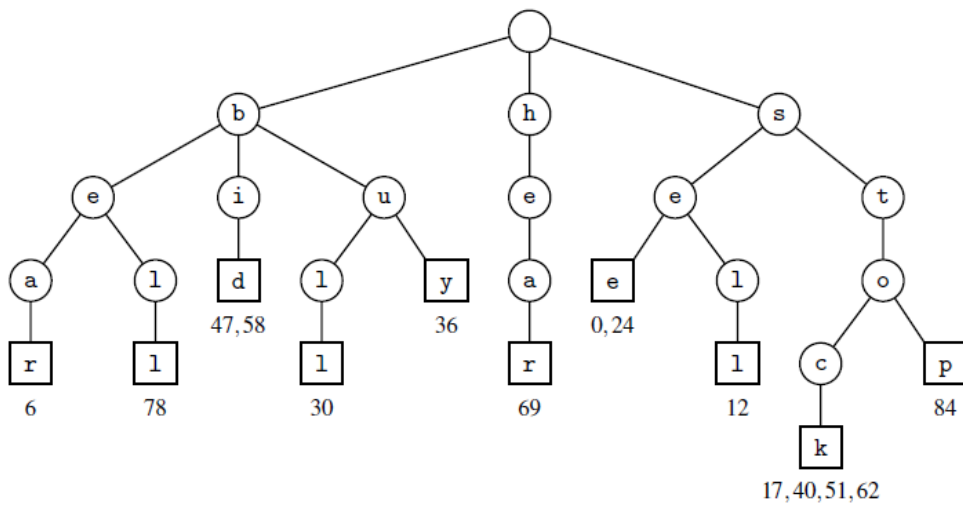 b h s
e i u e e t
a l d l y a e l o
47,58 36 0,24
r l l r l c p
6 78 30 69 12 84
k
17,40,51,62